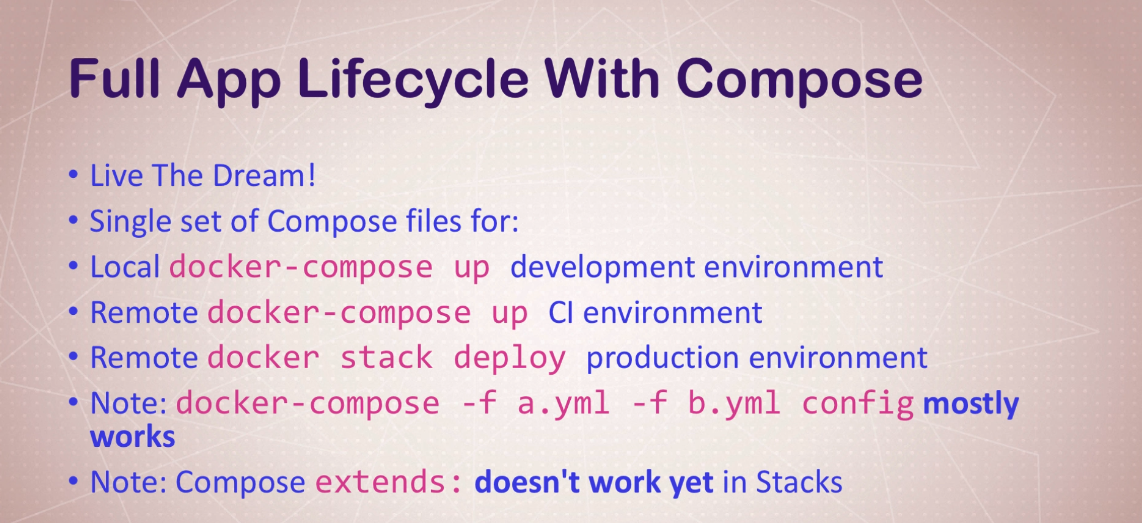 Full App Lifecycle With Compose
• Live The Dream!
• Single set of Compose files for:
• Local docker-compose up development environment
• Remote docker-compose up CI environment
• Remote docker stack deploy production environment
• Note: docker-compose -f a.yml -f b.yml config mostly
works
• Note: Compose extends: doesn't work yet in Stacks